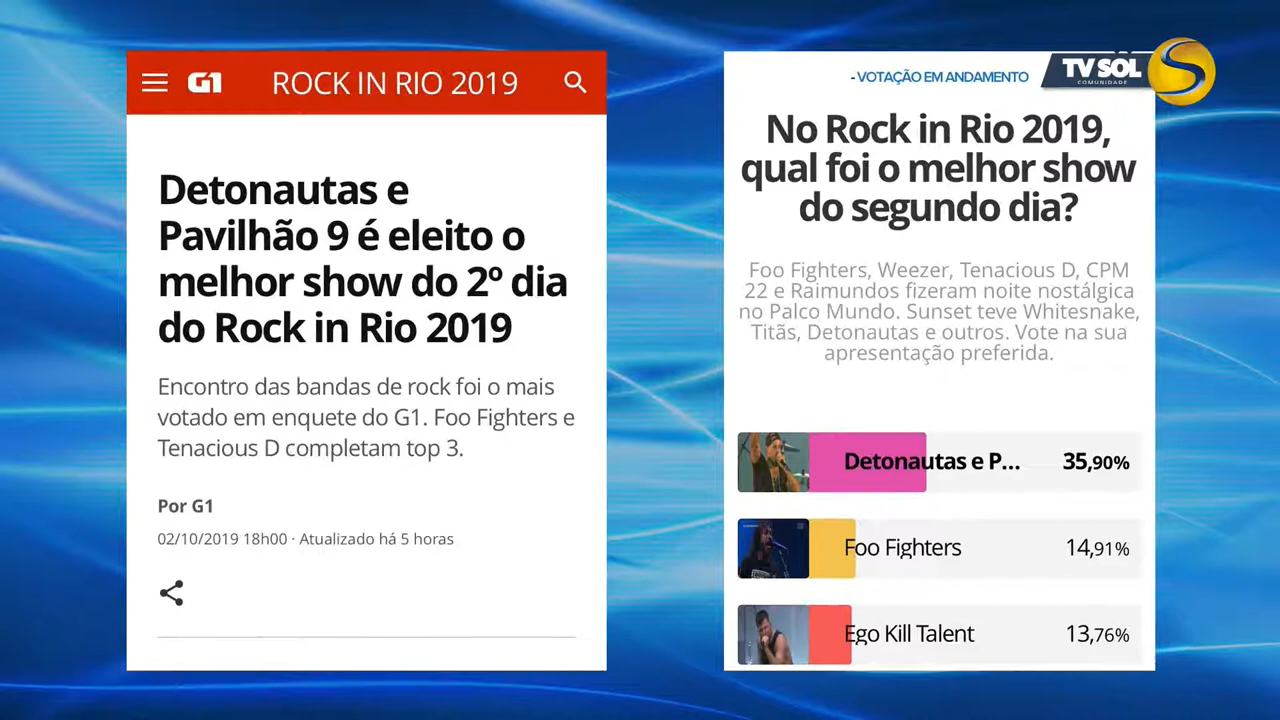 G1
ROCK IN RIO 2019
Detonautas e
Pavilhão 9 é eleito o
melhor show do 2º dia
do Rock in Rio 2019
Encontro das bandas de rock foi o mais
votado em enquete do G1. Foo Fighters e
Tenacious D completam top 3.
Por G1
02/10/2019 18h00 · Atualizado há 5 horas
- VOTAÇÃO EM ANDAMENTO
TV SOL
COMUNIDADE
S
No Rock in Rio 2019,
qual foi o melhor show
do segundo dia?
Foo Fighters, Weezer, Tenacious D, CPM
22 e Raimundos fizeram noite nostálgica
no Palco Mundo. Sunset teve Whitesnake,
Titãs, Detonautas e outros. Vote na sua
apresentação preferida.
Detonautas e P... 35,90%
Foo Fighters 14,91%
Ego Kill Talent 13,76%